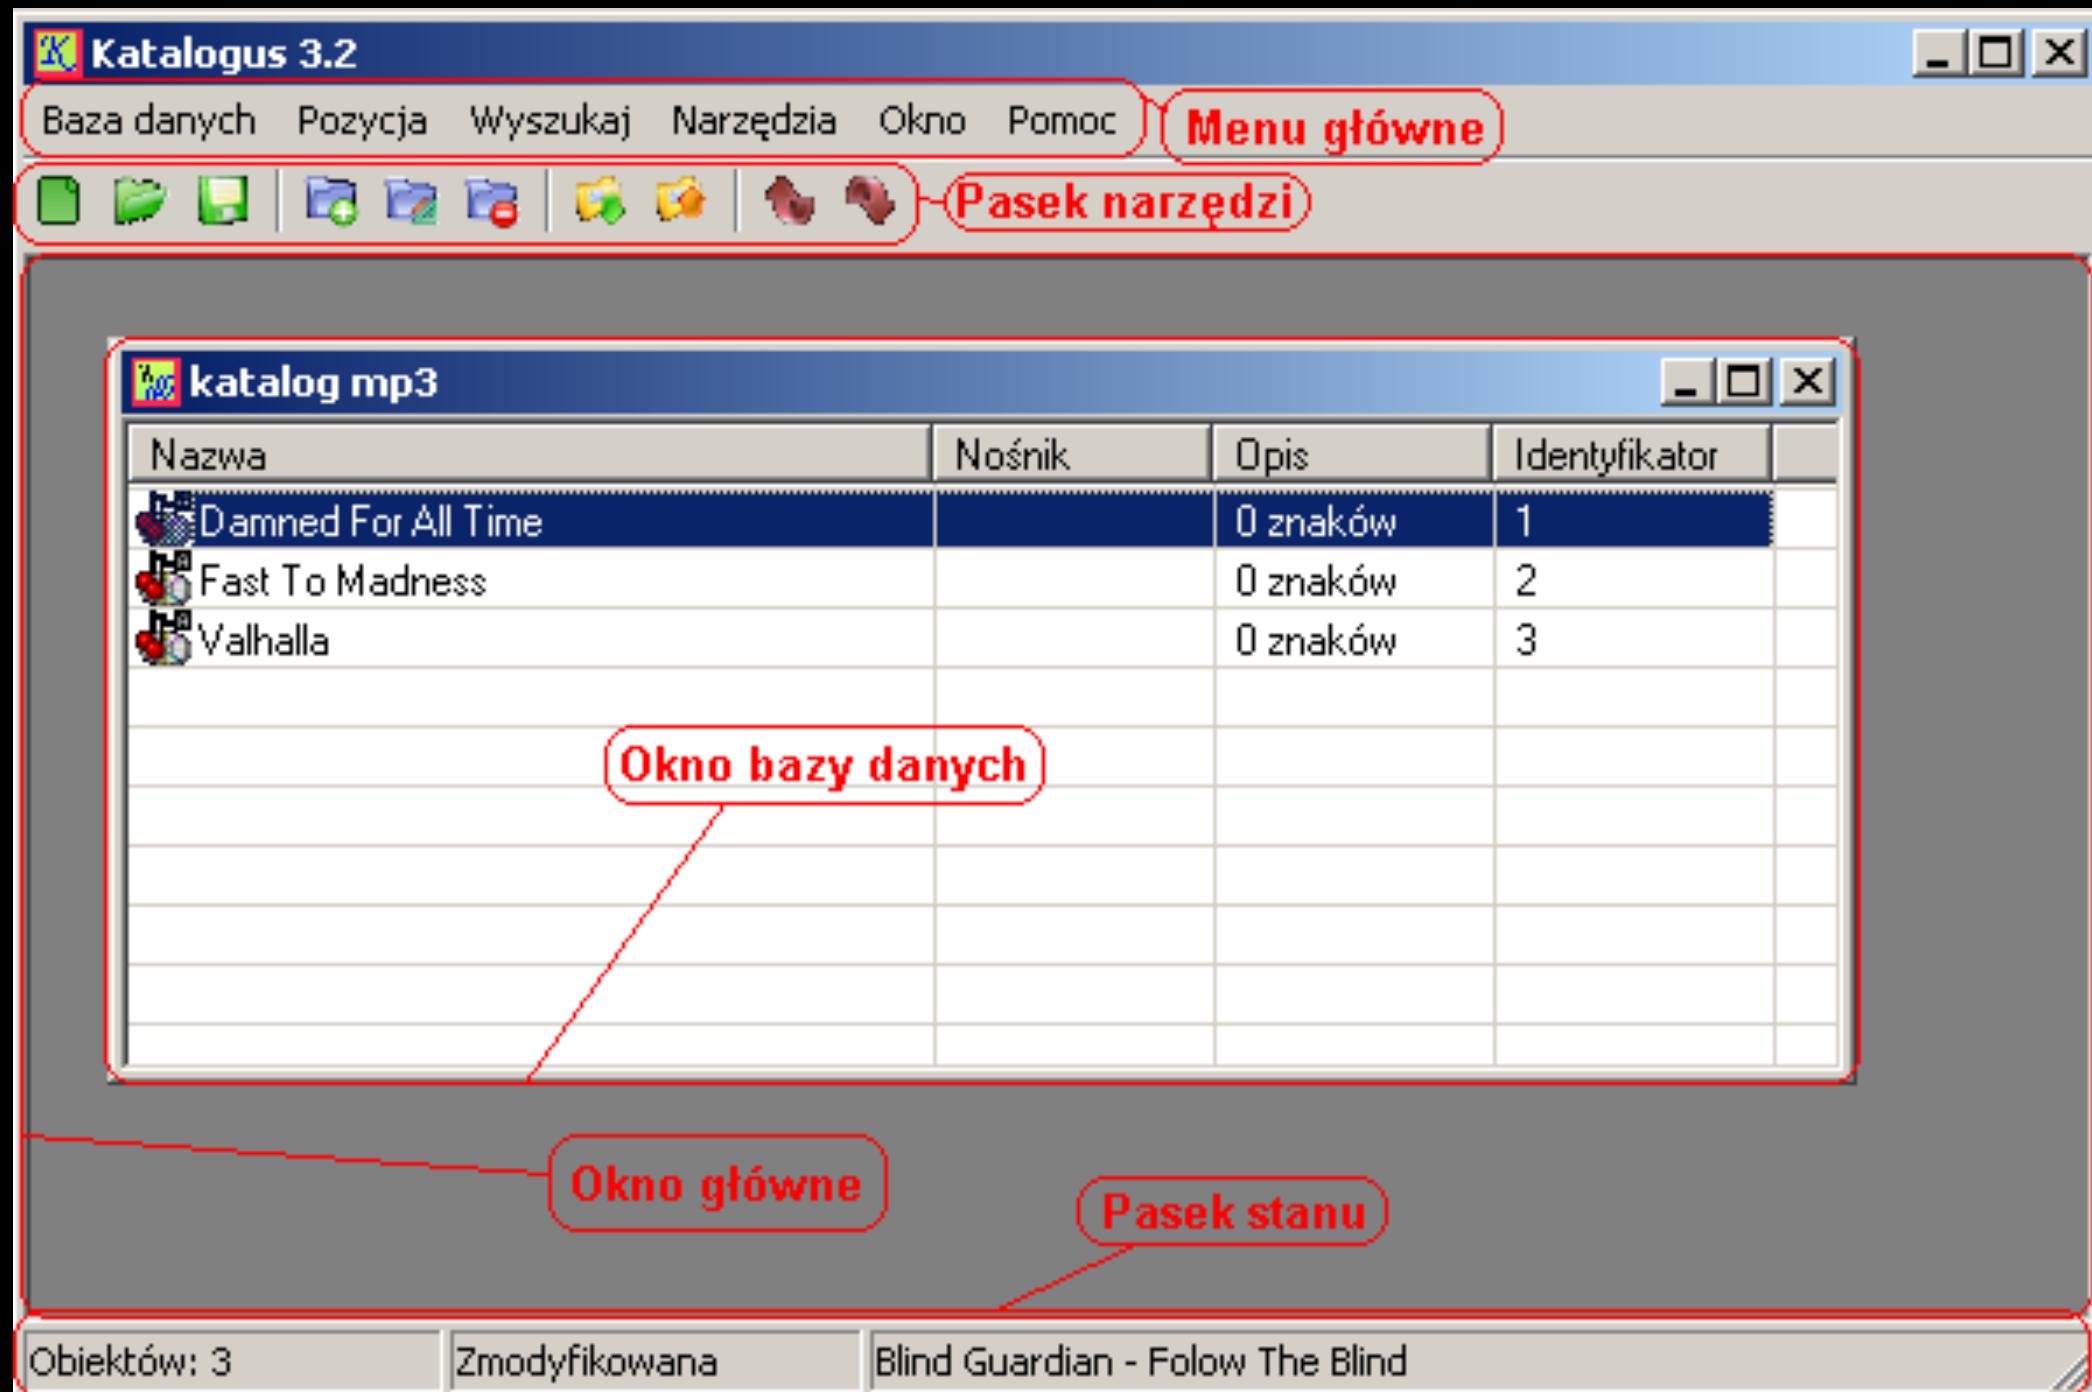 Katalogus 3.2
Baza danych Pozycja Wyszukaj Narzędzia Okno Pomoc Menu główne
Pasek narzędzi
katalog mp3
Nazwa Nośnik Opis Identyfikator
Damned For All Time 0 znaków 1
Fast To Madness 0 znaków 2
Valhalla 0 znaków 3
Okno bazy danych
Okno główne
Pasek stanu
Obiektów: 3 Zmodyfikowana Blind Guardian - Folow The Blind